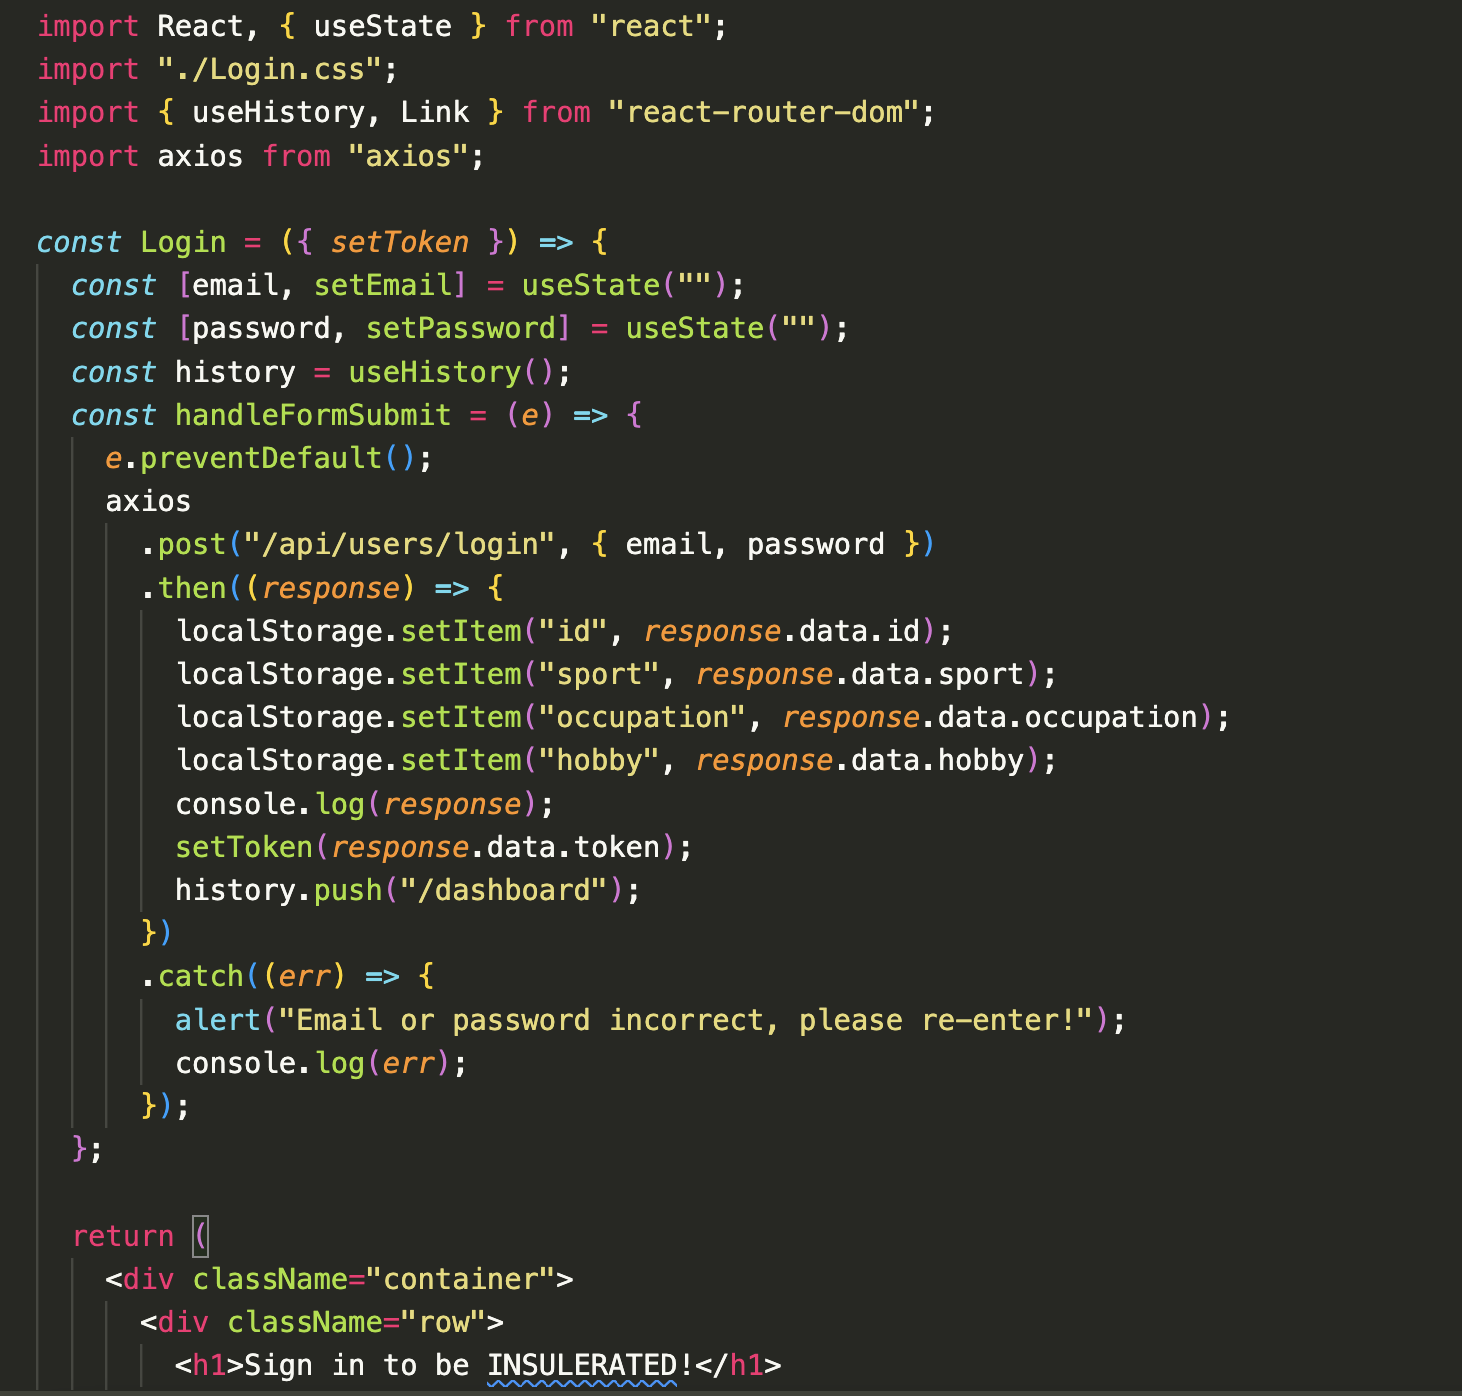 import React, { useState } from "react";
import "./Login.css";
import { useHistory, Link } from "react-router-dom";
import axios from "axios";

const Login = ({ setToken }) => {
  const [email, setEmail] = useState("");
  const [password, setPassword] = useState("");
  const history = useHistory();
  const handleFormSubmit = (e) => {
    e.preventDefault();
    axios
      .post("/api/users/login", { email, password })
      .then((response) => {
        localStorage.setItem("id", response.data.id);
        localStorage.setItem("sport", response.data.sport);
        localStorage.setItem("occupation", response.data.occupation);
        localStorage.setItem("hobby", response.data.hobby);
        console.log(response);
        setToken(response.data.token);
        history.push("/dashboard");
      })
      .catch((err) => {
        alert("Email or password incorrect, please re-enter!");
        console.log(err);
      });
  };

  return (
    <div className="container">
      <div className="row">
        <h1>Sign in to be INSULERATED!</h1>